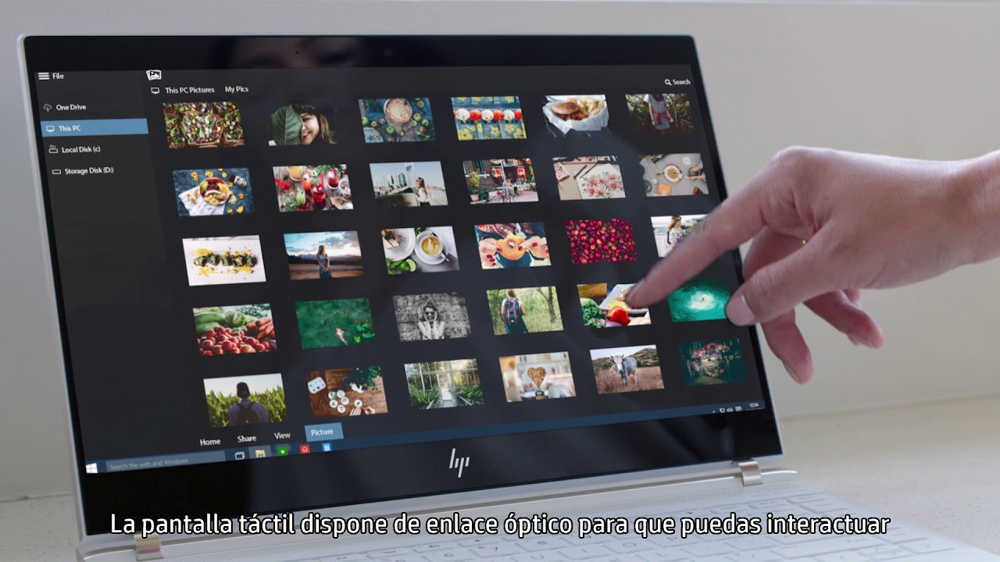 File
This PC Pictures My Pics
Search
One Drive
This PC
Local Disk (c)
Storage Disk (D:)
Home Share View Picture
Search the web and Windows
12:34
hp
La pantalla táctil dispone de enlace óptico para que puedas interactuar